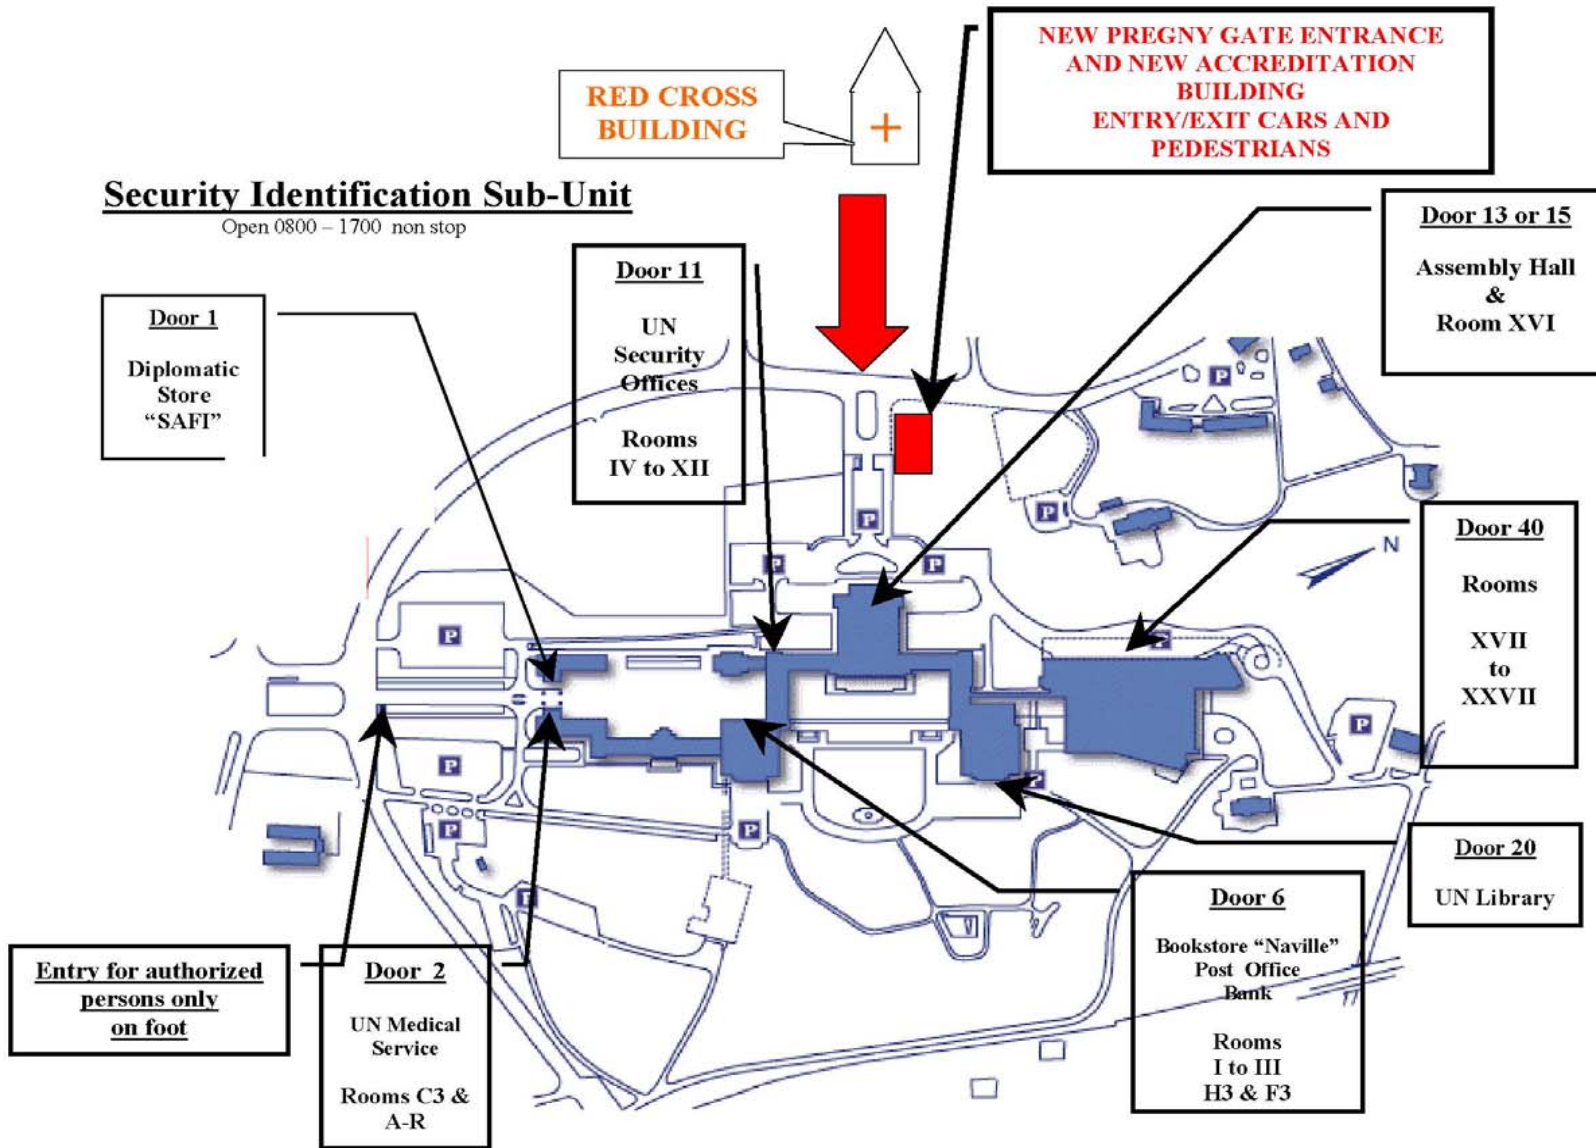 NEW PREGNY GATE ENTRANCE
AND NEW ACCREDITATION
BUILDING
ENTRY/EXIT CARS AND
PEDESTRIANS
RED CROSS
BUILDING
Security Identification Sub-Unit
Open 0800 – 1700 non stop
Door 13 or 15
Assembly Hall
&
Room XVI
Door 11
UN
Security
Offices
Rooms
IV to XII
Door 1
Diplomatic
Store
“SAFI”
P
P
P
P
P
N
Door 40
Rooms
XVII
to
XXVII
P
P
P
P
P
P
P
Door 20
UN Library
Door 6
Bookstore “Naville”
Post Office
Bank
Rooms
I to III
H3 & F3
Entry for authorized
persons only
on foot
Door 2
UN Medical
Service
Rooms C3 &
A-R